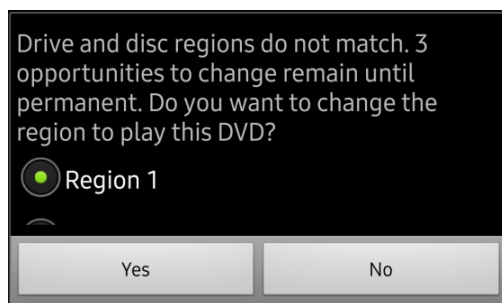 Drive and disc regions do not match. 3
opportunities to change remain until
permanent. Do you want to change the
region to play this DVD?
Region 1
Yes
No